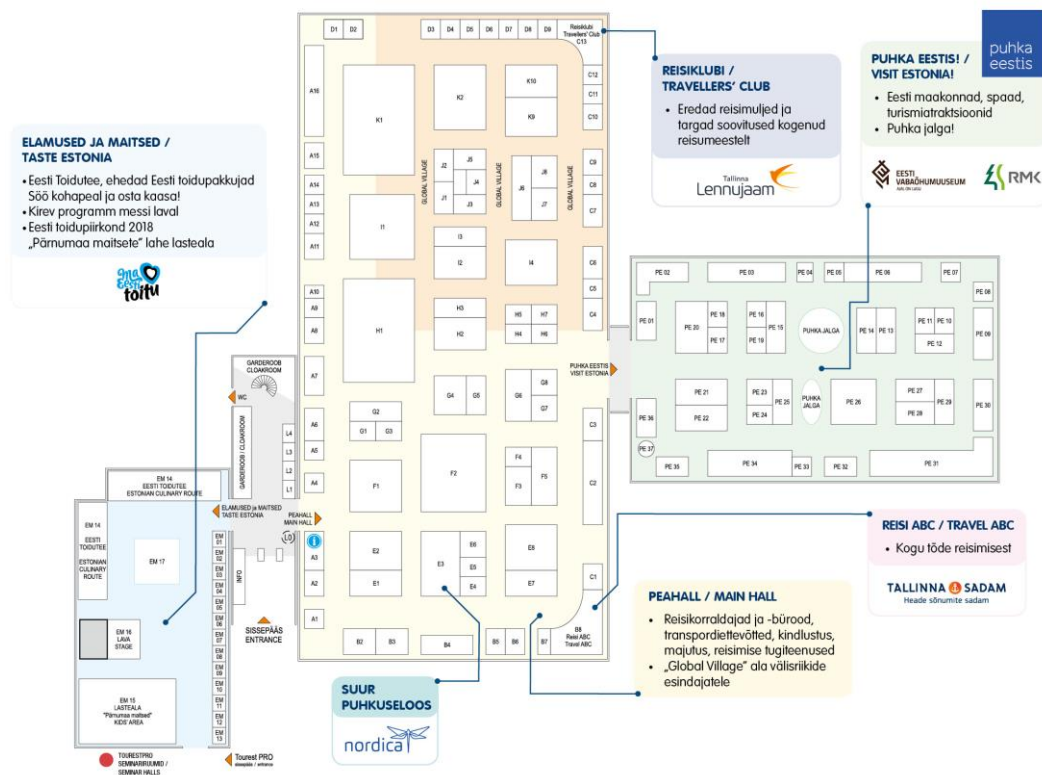 puhka
eestis
D1
D2
D3
D4
D5
D6
D7
D8
D9
Reisiklubi
Travellers' Club
C13
REISIKLUBI /
TRAVELLERS' CLUB
• Eredad reisimuljed ja
targad soovitused kogenud
reisumeestelt
Tallinna
Lennujaam
PUHKA EESTIS! /
VISIT ESTONIA!
• Eesti maakonnad, spaad,
turismiatraktsioonid
• Puhka jalga!
EESTI
VABAÕHUMUUSEUM
RMK
ELAMUSED JA MAITSED /
TASTE ESTONIA
• Eesti Toidutee, ehedad Eesti toidupakkujad
Söö kohapeal ja osta kaasa!
• Kirev programm messi laval
• Eesti toidupiirkond 2018
„Pärnumaa maitsete” lahe lasteala
ma
Eesti
toitu
A16
K1
K2
K10
K9
C12
C11
C10
A15
A14
A13
A12
A11
I1
GLOBAL VILLAGE
J2
J5
J4
J1
J3
GLOBAL VILLAGE
J6
J8
J7
GLOBAL VILLAGE
C9
C8
C7
I3
I2
I4
C6
C5
C4
A10
A9
A8
H1
H3
H2
H5
H7
H4
H6
PUHKA EESTIS
VISIT ESTONIA
PE 02
PE 03
PE 04
PE 05
PE 06
PE 07
PE 08
PE 01
PE 20
PE 18
PE 17
PE 16
PE 19
PE 15
PUHKA JALGA
PE 14
PE 13
PE 11
PE 10
PE 12
PE 09
PE 21
PE 22
PE 23
PE 24
PE 25
PUHKA
JALGA
PE 26
PE 27
PE 28
PE 29
PE 30
PE 36
PE 37
PE 35
PE 34
PE 33
PE 32
PE 31
GARDEROOB
CLOAKROOM
WC
GARDEROOB / CLOAKROOM
L4
L3
L2
L1
L0
A7
A6
A5
A4
G4
G5
G6
G8
G7
G2
G1
G3
C3
F1
F2
F4
F3
F5
C2
EM 14
EESTI TOIDUTEE
ESTONIAN CULINARY ROUTE
EM 14
EESTI
TOIDUTEE
ESTONIAN
CULINARY
ROUTE
EM 17
ELAMUSED ja MAITSED
TASTE ESTONIA
PEAHALL
MAIN HALL
INFO
SISSEPÄÄS
ENTRANCE
EM 01
EM 02
EM 03
EM 04
EM 05
EM 06
EM 07
EM 08
EM 09
EM 10
EM 11
EM 12
EM 13
EM 16
LAVA
STAGE
EM 15
LASTEALA
"Pärnumaa maitsed"
KIDS' AREA
TOURESTPRO
SEMINARIRUUMID /
SEMINAR HALLS
Tourest PRO
sissepääs / entrance
i
A3
A2
A1
E2
E1
E3
E6
E5
E4
E8
E7
C1
B2
B3
B4
B5
B6
B7
B8
Reisi ABC
Travel ABC
REISI ABC / TRAVEL ABC
• Kogu tõde reisimisest
TALLINNA SADAM
Heade sõnumite sadam
PEAHALL / MAIN HALL
• Reisikorraldajad ja -bürood,
transpordiettevõtted, kindlustus,
majutus, reisimise tugiteenused
• „Global Village” ala välisriikide
esindajatele
SUUR
PUHKUSELOOS
nordica